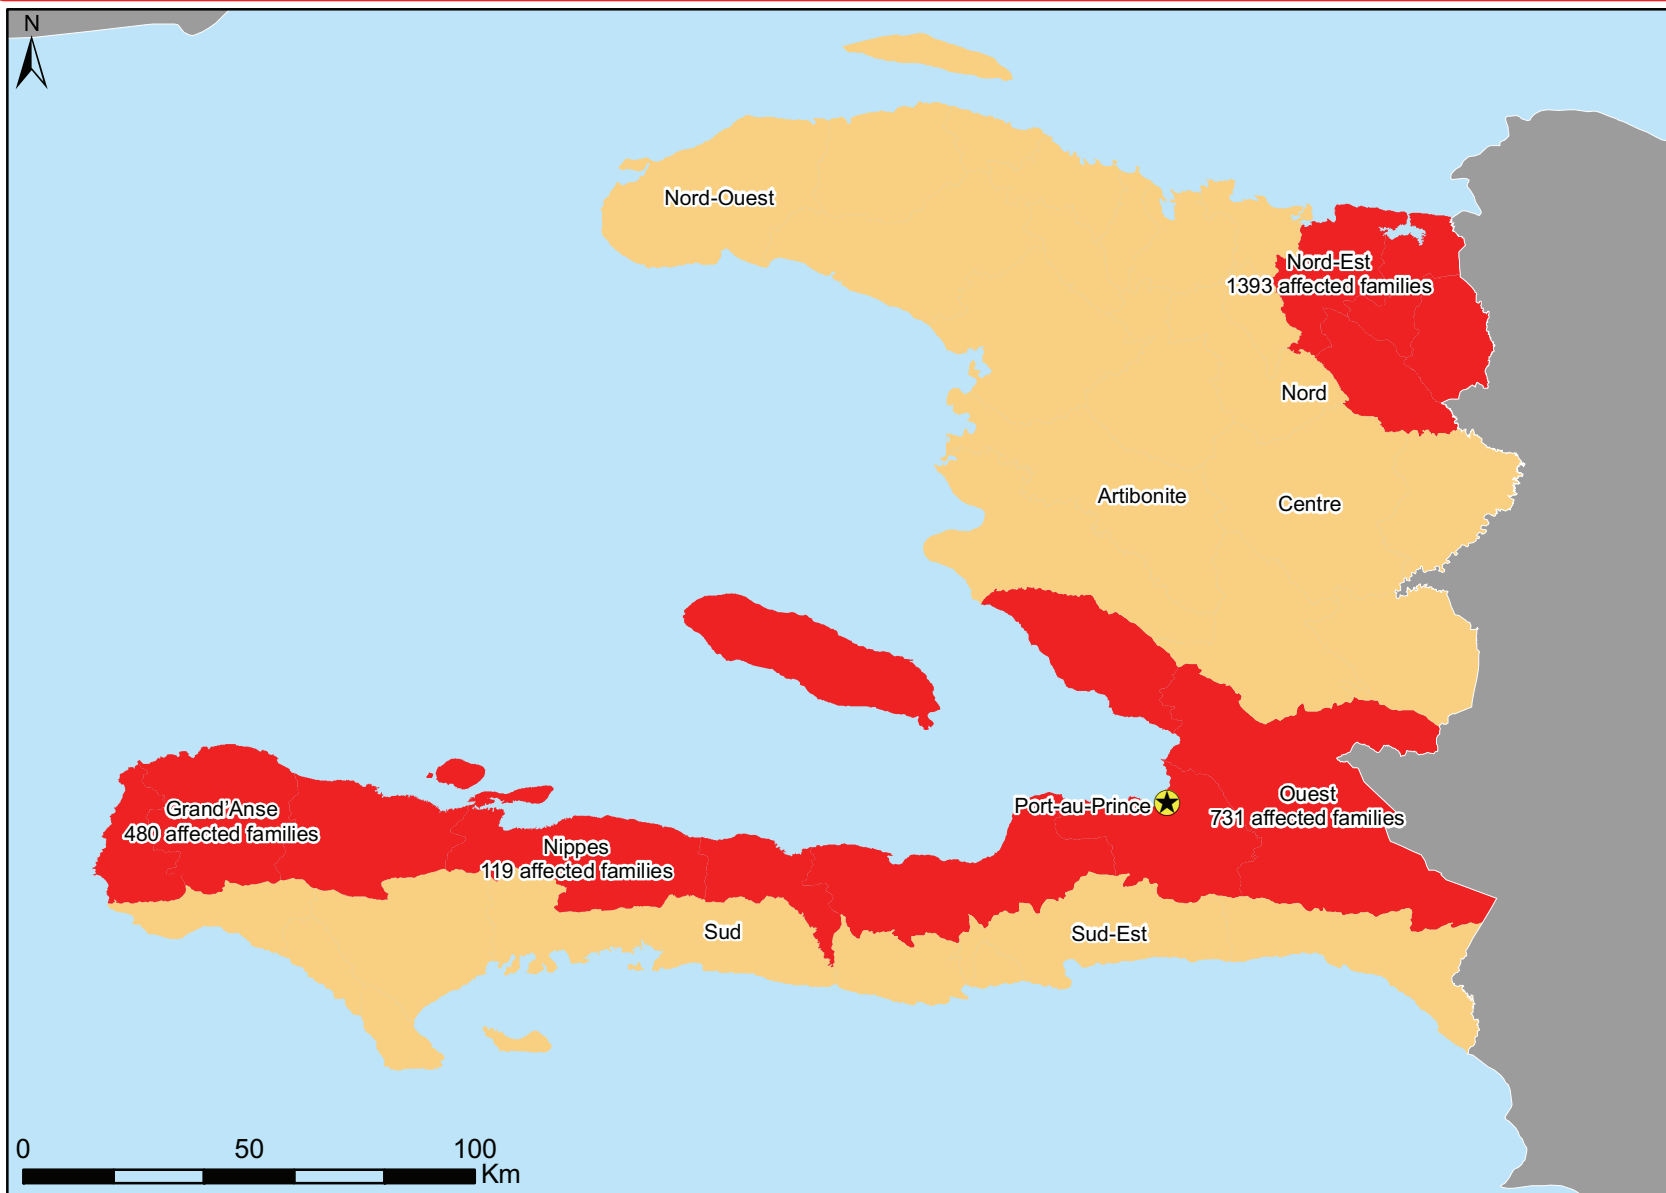 N
Nord-Ouest
Nord-Est
1393 affected families
Nord
Artibonite
Centre
Port-au-Prince
Ouest
731 affected families
Grand'Anse
480 affected families
Nippes
119 affected families
Sud
Sud-Est
0 50 100
Km